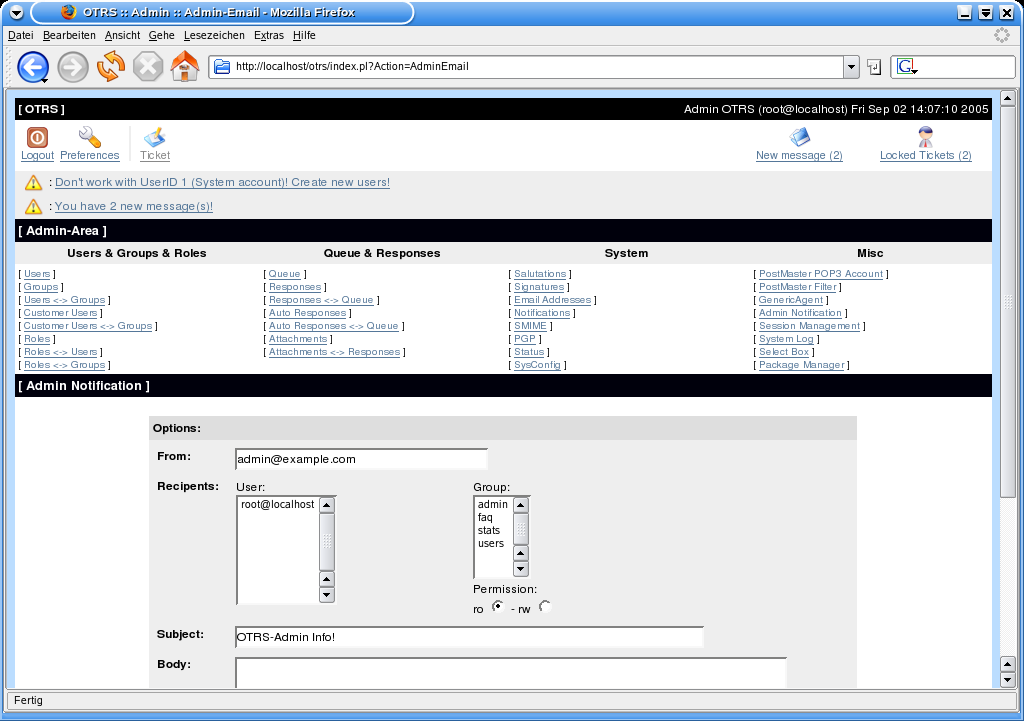 OTRS :: Admin :: Admin-Email - Mozilla Firefox
Datei Bearbeiten Ansicht Gehe Lesezeichen Extras Hilfe
http://localhost/otrs/index.pl?Action=AdminEmail
G
[ OTRS ] Admin OTRS (root@localhost) Fri Sep 02 14:07:10 2005
Logout Preferences Ticket New message (2) Locked Tickets (2)
: Don't work with UserID 1 (System account)! Create new users!
: You have 2 new message(s)!
[ Admin-Area ]
Users & Groups & Roles Queue & Responses System Misc
[ Users ] [ Queue ] [ Salutations ] [ PostMaster POP3 Account ]
[ Groups ] [ Responses ] [ Signatures ] [ PostMaster Filter ]
[ Users <-> Groups ] [ Responses <-> Queue ] [ Email Addresses ] [ GenericAgent ]
[ Customer Users ] [ Auto Responses ] [ Notifications ] [ Admin Notification ]
[ Customer Users <-> Groups ] [ Auto Responses <-> Queue ] [ SMIME ] [ Session Management ]
[ Roles ] [ Attachments ] [ PGP ] [ System Log ]
[ Roles <-> Users ] [ Attachments <-> Responses ] [ Status ] [ Select Box ]
[ Roles <-> Groups ] [ SysConfig ] [ Package Manager ]
[ Admin Notification ]
Options:
From: admin@example.com
Recipents: User: Group:
root@localhost admin
faq
stats
users
Permission:
ro - rw
Subject: OTRS-Admin Info!
Body:
Fertig